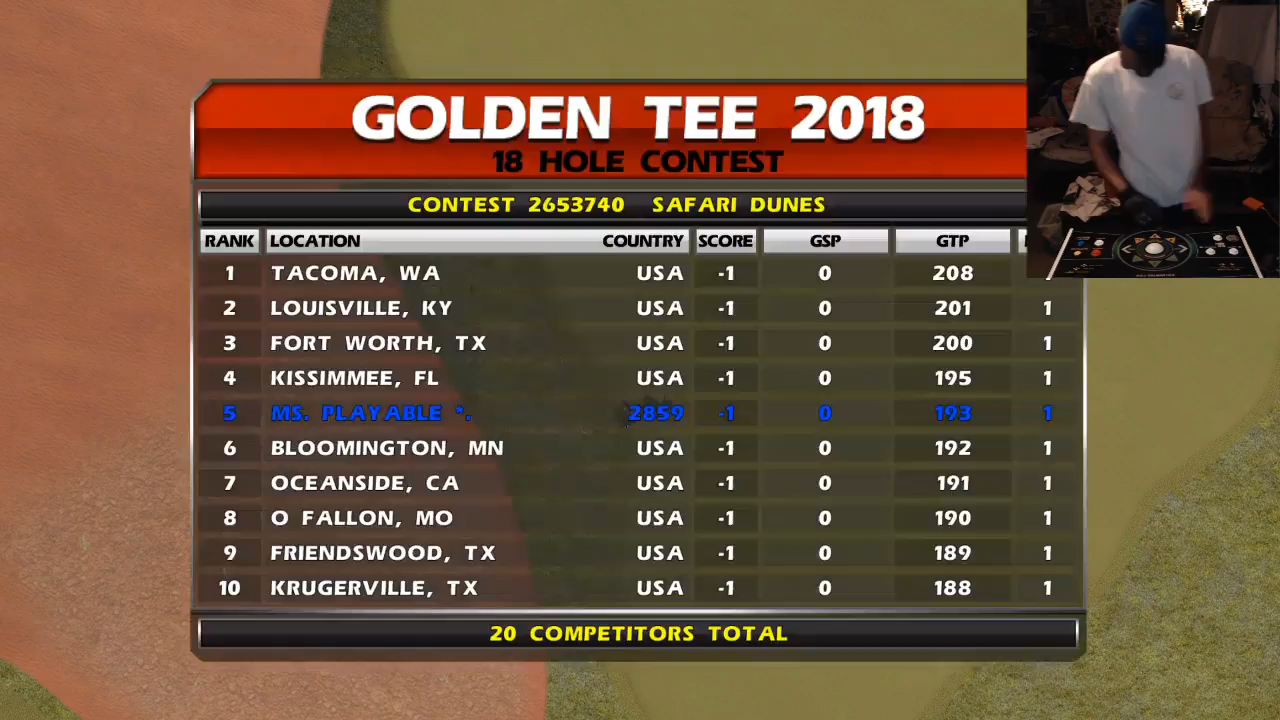 GOLDEN TEE 2018
18 HOLE CONTEST
CONTEST 2653740 SAFARI DUNES
RANK LOCATION COUNTRY SCORE GSP GTP
1 TACOMA, WA USA -1 0 208
2 LOUISVILLE, KY USA -1 0 201 1
3 FORT WORTH, TX USA -1 0 200 1
4 KISSIMMEE, FL USA -1 0 195 1
5 MS. PLAYABLE *. 2859 -1 0 193 1
6 BLOOMINGTON, MN USA -1 0 192 1
7 OCEANSIDE, CA USA -1 0 191 1
8 O FALLON, MO USA -1 0 190 1
9 FRIENDSWOOD, TX USA -1 0 189 1
10 KRUGERVILLE, TX USA -1 0 188 1
20 COMPETITORS TOTAL